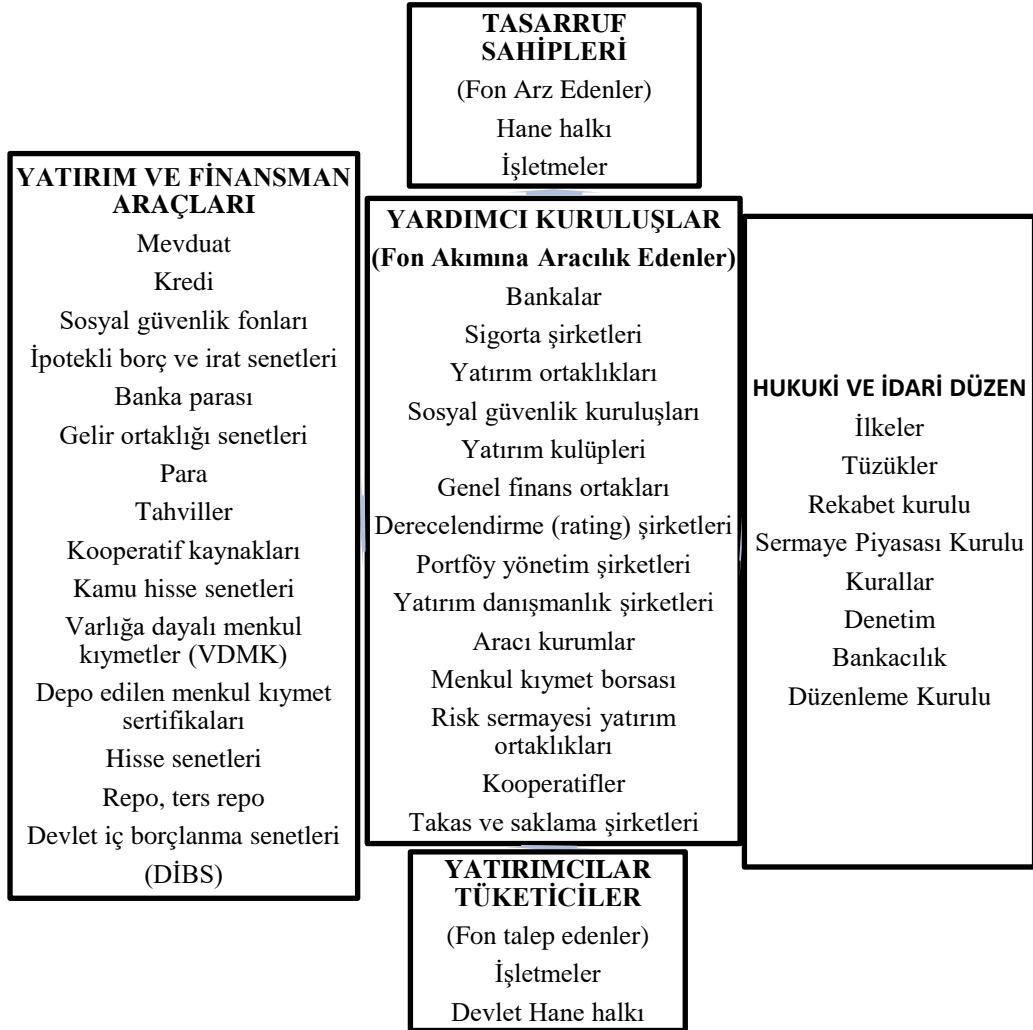 TASARRUF
SAHİPLERİ
(Fon Arz Edenler)
Hane halkı
İşletmeler
YATIRIM VE FİNANSMAN
ARAÇLARI
Mevduat
Kredi
Sosyal güvenlik fonları
İpotekli borç ve irat senetleri
Banka parası
Gelir ortaklığı senetleri
Para
Tahviller
Kooperatif kaynakları
Kamu hisse senetleri
Varlığa dayalı menkul
kıymetler (VDMK)
Depo edilen menkul kıymet
sertifikaları
Hisse senetleri
Repo, ters repo
Devlet iç borçlanma senetleri
(DİBS)
YARDIMCI KURULUŞLAR
(Fon Akımına Aracılık Edenler)
Bankalar
Sigorta şirketleri
Yatırım ortaklıkları
Sosyal güvenlik kuruluşları
Yatırım kulüpleri
Genel finans ortakları
Derecelendirme (rating) şirketleri
Portföy yönetim şirketleri
Yatırım danışmanlık şirketleri
Aracı kurumlar
Menkul kıymet borsası
Risk sermayesi yatırım
ortaklıkları
Kooperatifler
Takas ve saklama şirketleri
HUKUKİ VE İDARİ DÜZEN
İlkeler
Tüzükler
Rekabet kurulu
Sermaye Piyasası Kurulu
Kurallar
Denetim
Bankacılık
Düzenleme Kurulu
YATIRIMCILAR
TÜKETİCİLER
(Fon talep edenler)
İşletmeler
Devlet Hane halkı